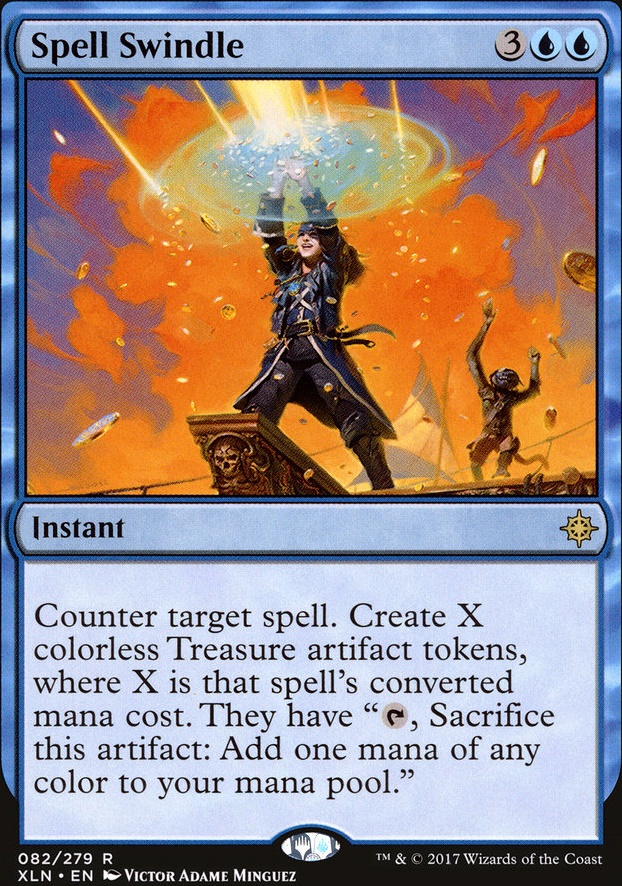 Spell Swindle 3
Instant
Counter target spell. Create X
colorless Treasure artifact tokens,
where X is that spell’s converted
mana cost. They have “, Sacrifice
this artifact: Add one mana of any
color to your mana pool.”
082/279 R
XLN • EN Victor Adame Minguez
™ & © 2017 Wizards of the Coast